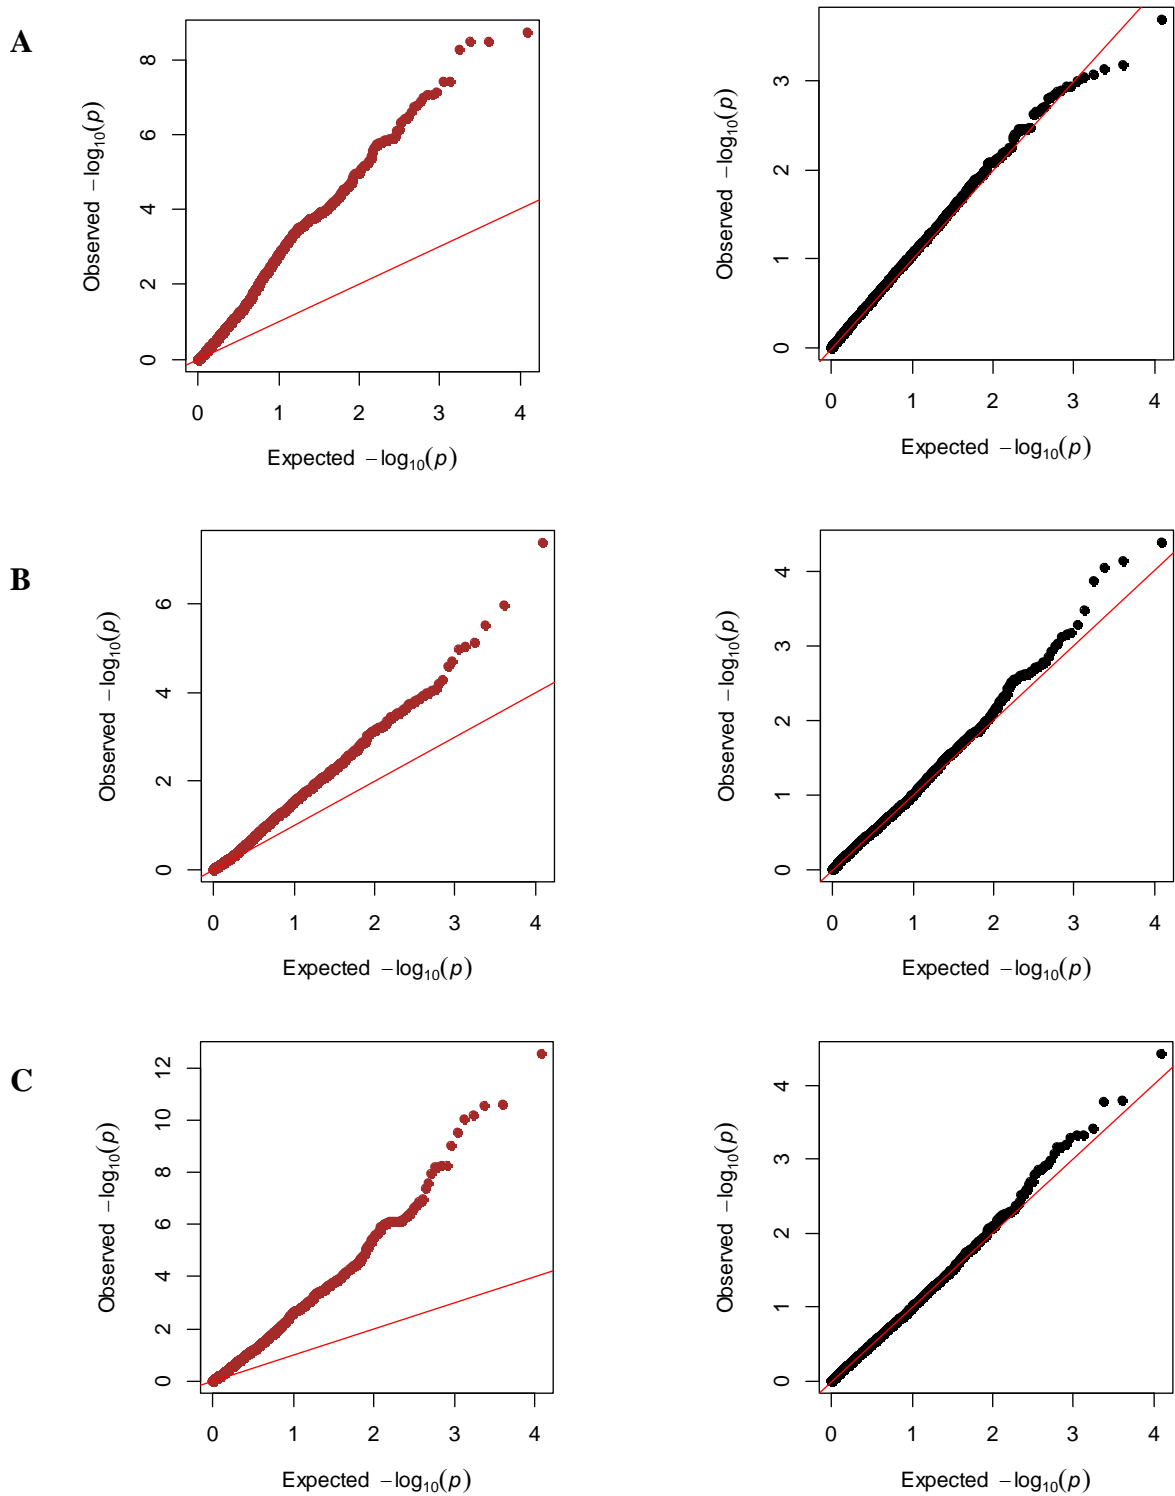 A
Observed −log10(p)
0 2 4 6 8
0 1 2 3 4
Expected −log10(p)
Observed −log10(p)
0 1 2 3
0 1 2 3 4
Expected −log10(p)
B
Observed −log10(p)
0 2 4 6
0 1 2 3 4
Expected −log10(p)
Observed −log10(p)
0 1 2 3 4
0 1 2 3 4
Expected −log10(p)
C
Observed −log10(p)
0 2 4 6 8 10 12
0 1 2 3 4
Expected −log10(p)
Observed −log10(p)
0 1 2 3 4
0 1 2 3 4
Expected −log10(p)